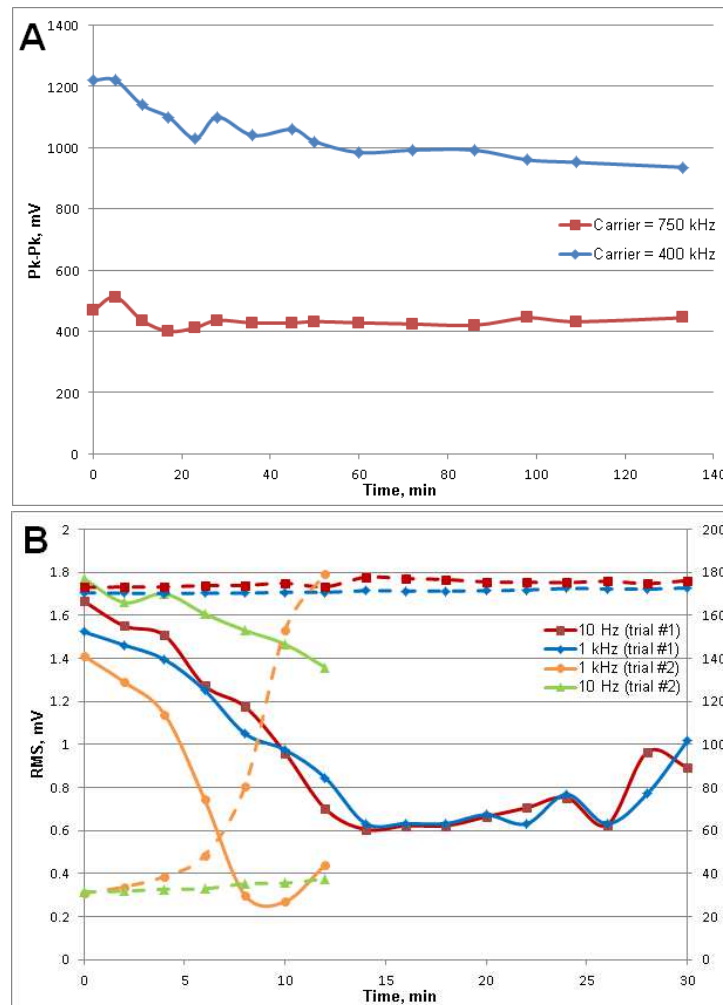 A
1400
1200
1000
800
600
400
200
0
Pk-Pk, mV
Carrier = 750 kHz
Carrier = 400 kHz
0 20 40 60 80 100 120 140
Time, min
B
2
1.8
1.6
1.4
1.2
1
0.8
0.6
0.4
0.2
0
RMS, mV
10 Hz (trial #1)
1 kHz (trial #1)
1 kHz (trial #2)
10 Hz (trial #2)
200
180
160
140
120
100
80
60
40
20
0
0 5 10 15 20 25 30
Time, min